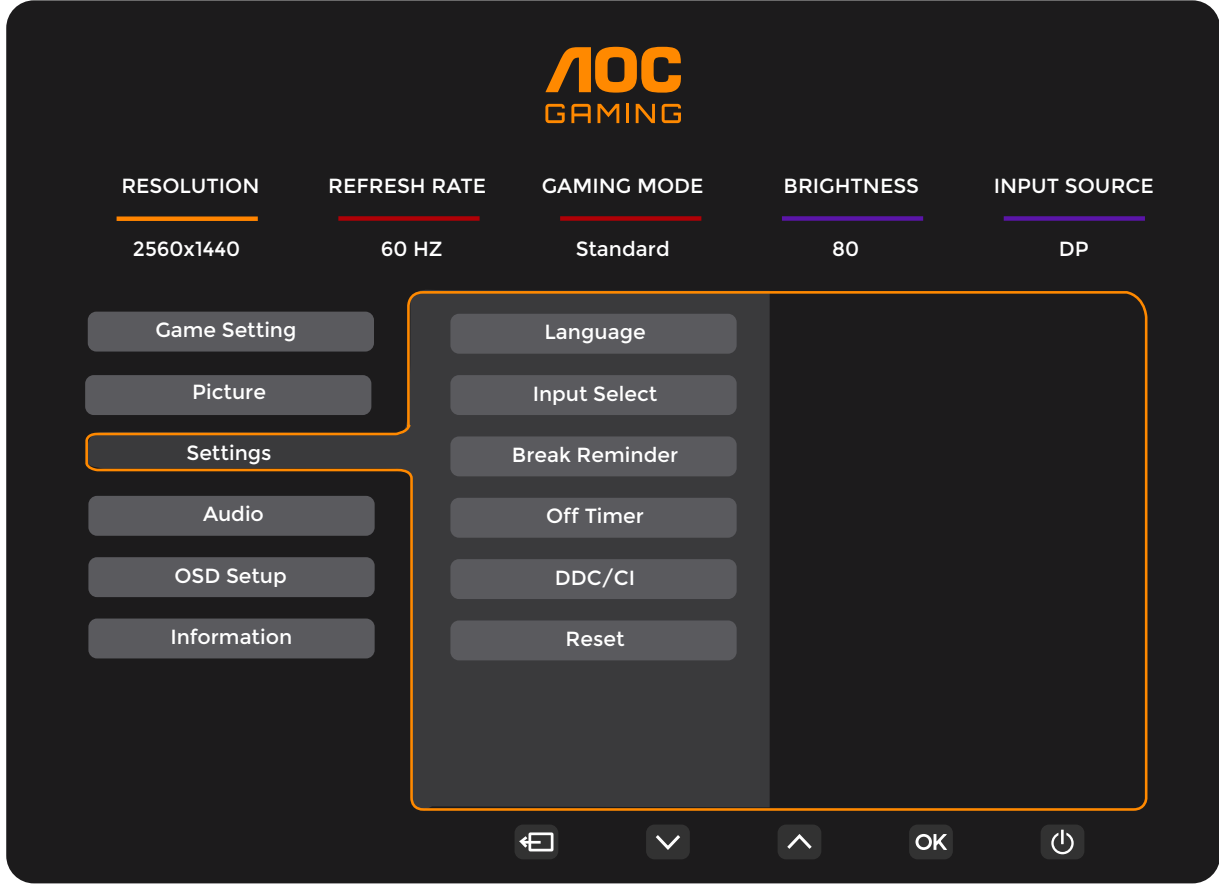 AOC
GAMING
RESOLUTION REFRESH RATE GAMING MODE BRIGHTNESS INPUT SOURCE
2560x1440 60 HZ Standard 80 DP
Game Setting
Picture
Settings
Audio
OSD Setup
Information
Language
Input Select
Break Reminder
Off Timer
DDC/CI
Reset
OK